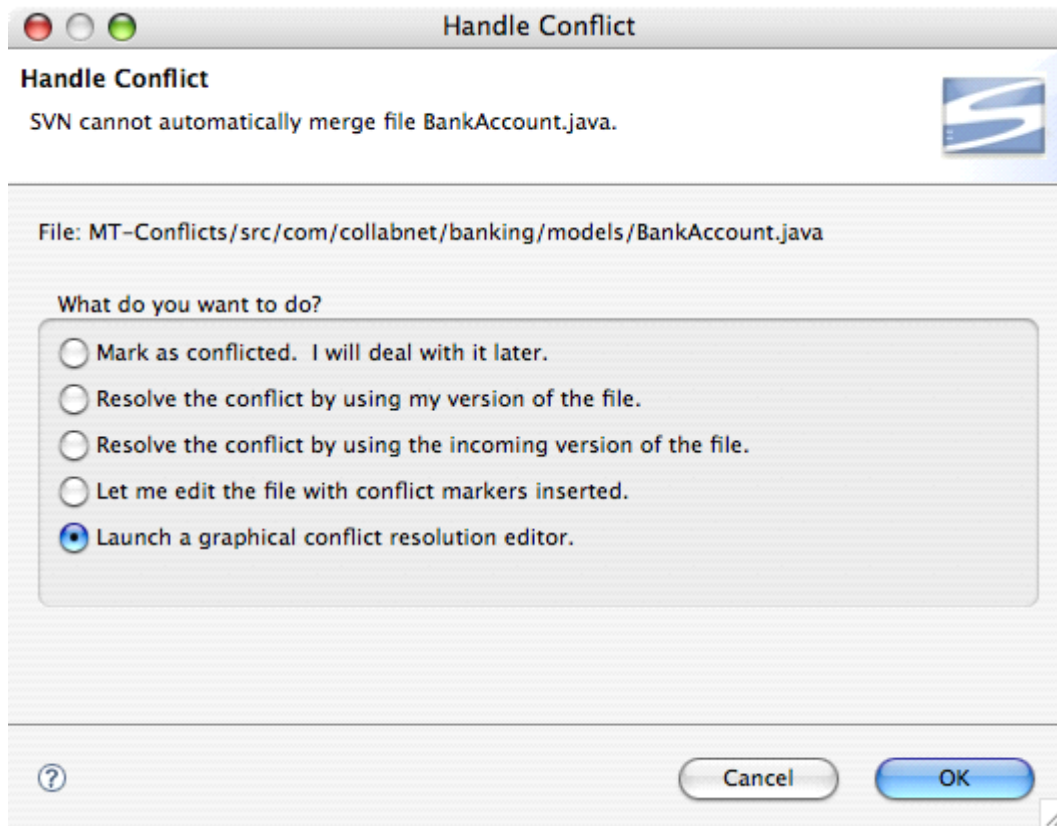 Handle Conflict
Handle Conflict
SVN cannot automatically merge file BankAccount.java.
File: MT-Conflicts/src/com/collabnet/banking/models/BankAccount.java
What do you want to do?
Mark as conflicted.  I will deal with it later.
Resolve the conflict by using my version of the file.
Resolve the conflict by using the incoming version of the file.
Let me edit the file with conflict markers inserted.
Launch a graphical conflict resolution editor.
?
Cancel
OK